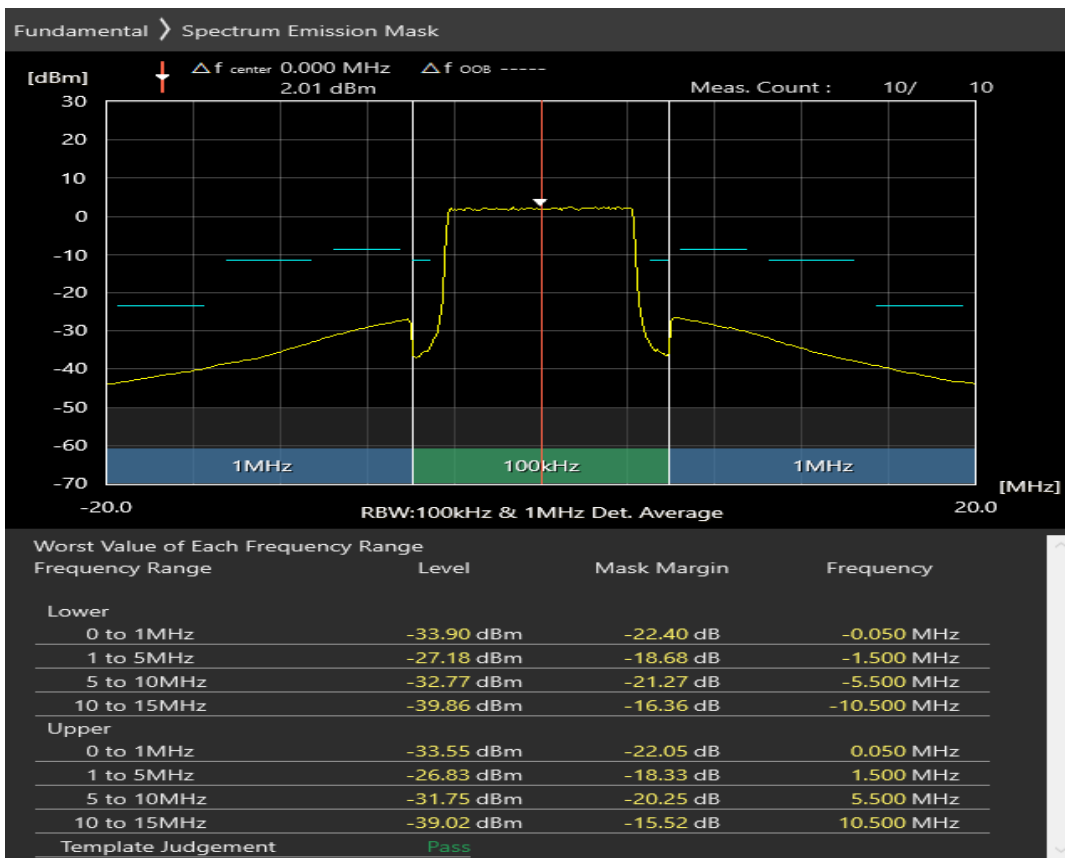 Fundamental ❯ Spectrum Emission Mask
△f center 0.000 MHz △f OOB -----
[dBm] 2.01 dBm Meas. Count : 10/ 10
30
20
10
0
-10
-20
-30
-40
-50
-60
1MHz 100kHz 1MHz
-70
[MHz]
-20.0 20.0
RBW:100kHz & 1MHz Det. Average
Worst Value of Each Frequency Range
Frequency Range Level Mask Margin Frequency
Lower
0 to 1MHz -33.90 dBm -22.40 dB -0.050 MHz
1 to 5MHz -27.18 dBm -18.68 dB -1.500 MHz
5 to 10MHz -32.77 dBm -21.27 dB -5.500 MHz
10 to 15MHz -39.86 dBm -16.36 dB -10.500 MHz
Upper
0 to 1MHz -33.55 dBm -22.05 dB 0.050 MHz
1 to 5MHz -26.83 dBm -18.33 dB 1.500 MHz
5 to 10MHz -31.75 dBm -20.25 dB 5.500 MHz
10 to 15MHz -39.02 dBm -15.52 dB 10.500 MHz
Template Judgement Pass